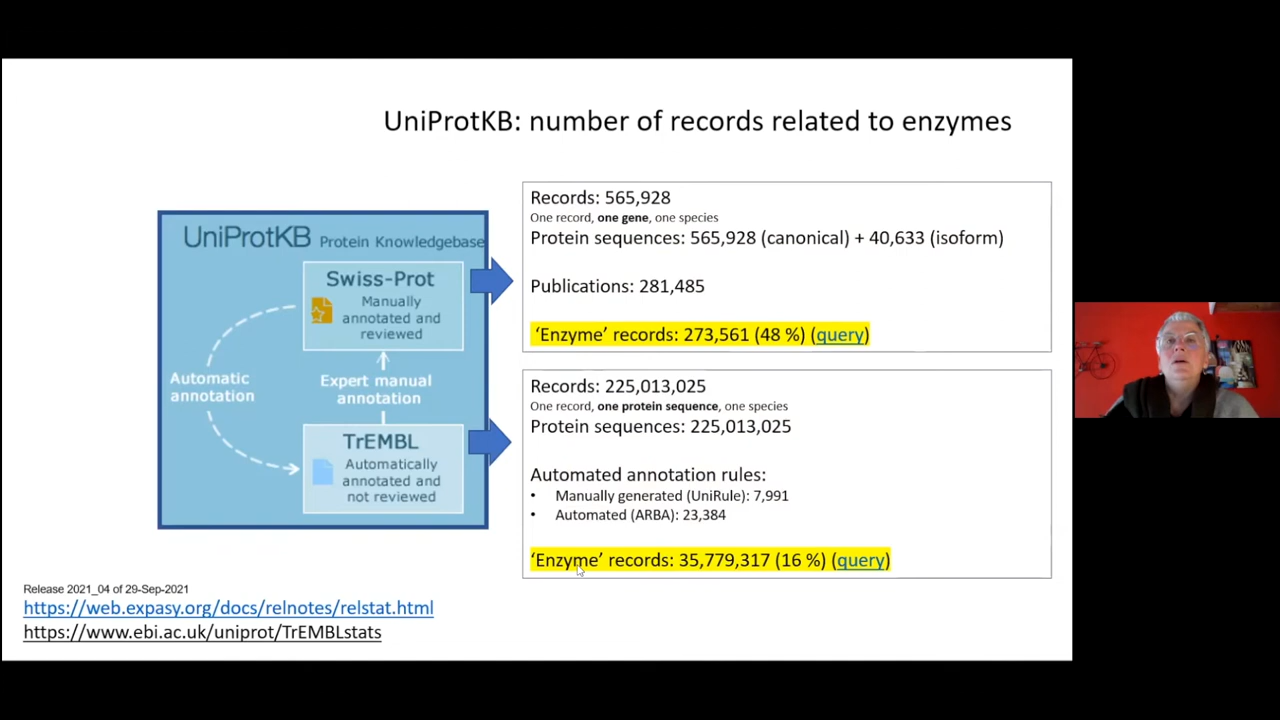 UniProtKB: number of records related to enzymes
UniProtKB Protein Knowledgebase
Swiss-Prot
Manually
annotated and
reviewed
Automatic
annotation
Expert manual
annotation
TrEMBL
Automatically
annotated and
not reviewed
Records: 565,928
One record, one gene, one species
Protein sequences: 565,928 (canonical) + 40,633 (isoform)
Publications: 281,485
‘Enzyme’ records: 273,561 (48 %) (query)
Records: 225,013,025
One record, one protein sequence, one species
Protein sequences: 225,013,025
Automated annotation rules:
• Manually generated (UniRule): 7,991
• Automated (ARBA): 23,384
‘Enzyme’ records: 35,779,317 (16 %) (query)
Release 2021_04 of 29-Sep-2021
https://web.expasy.org/docs/relnotes/relstat.html
https://www.ebi.ac.uk/uniprot/TrEMBLstats